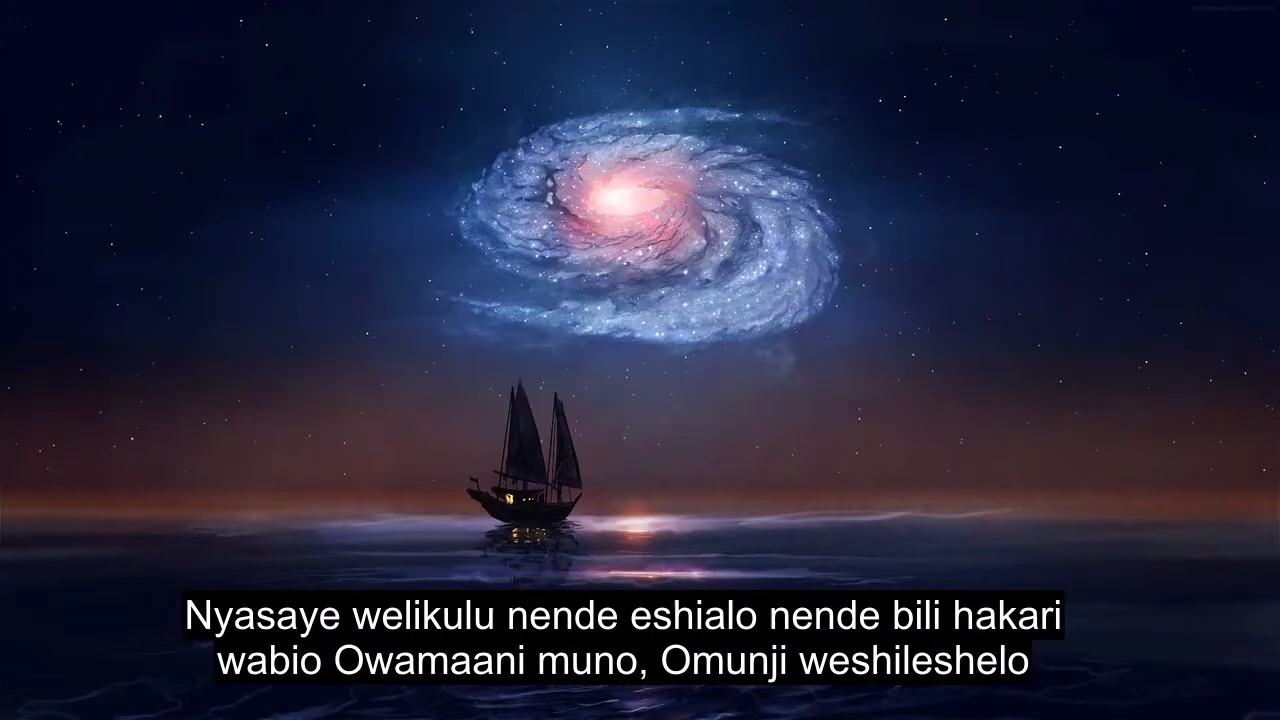 Nyasaye welikulu nende eshialo nende bili hakari
wabio Owamaani muno, Omunji weshileshelo